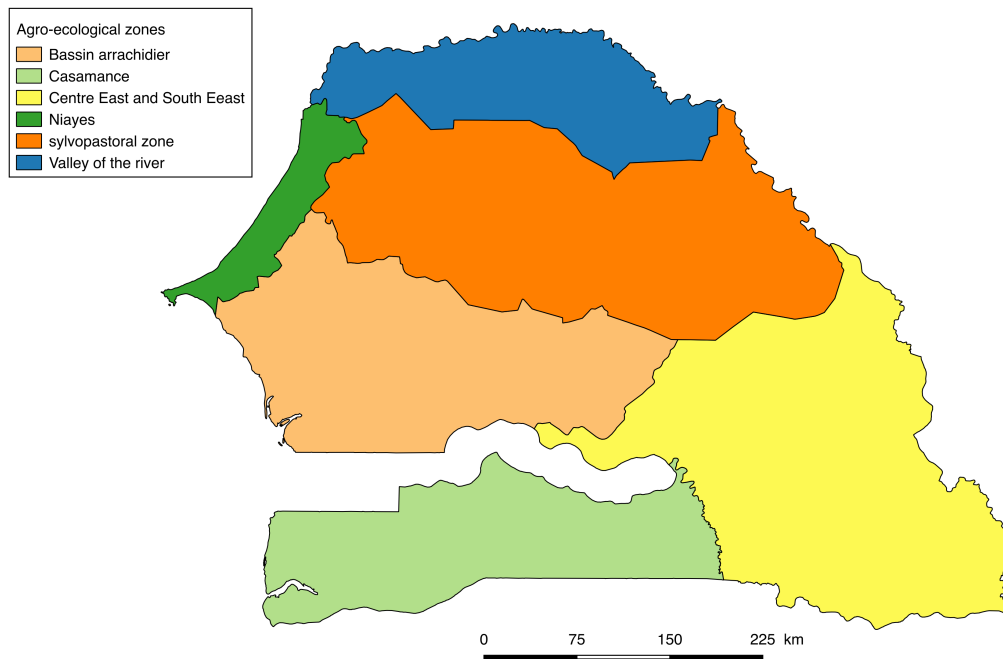 Agro-ecological zones
Bassin arrachidier
Casamance
Centre East and South Eeast
Niayes
sylvopastoral zone
Valley of the river
0 75 150 225 km